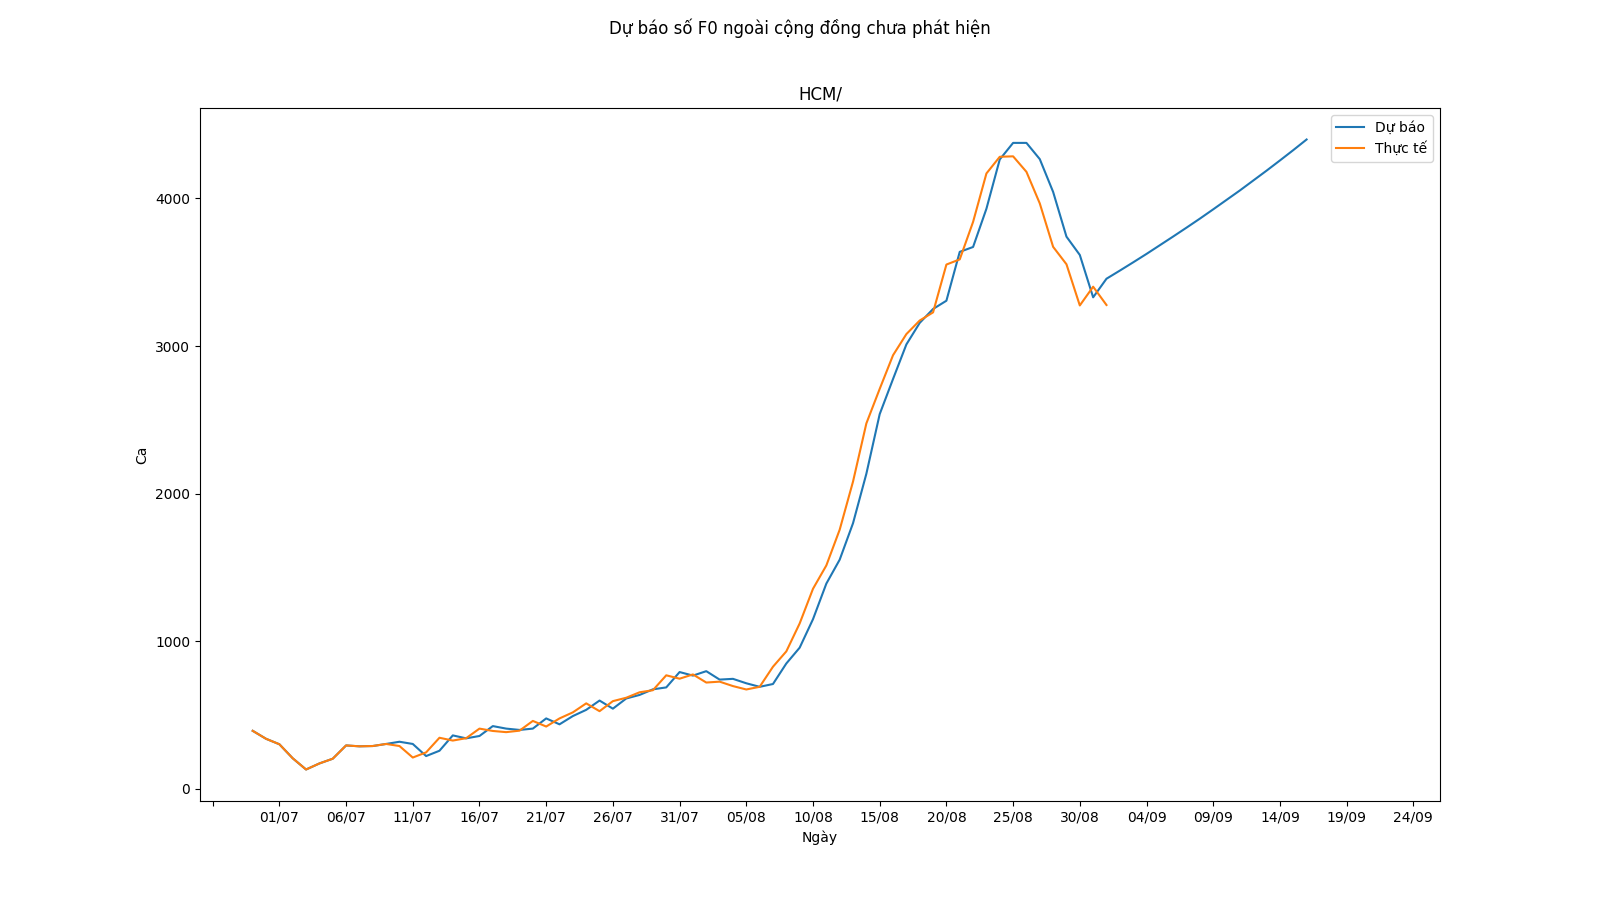 Dự báo số F0 ngoài cộng đồng chưa phát hiện
HCM/
Dự báo
Thực tế
4000
3000
2000
1000
0
Ca
01/07 06/07 11/07 16/07 21/07 26/07 31/07 05/08 10/08 15/08 20/08 25/08 30/08 04/09 09/09 14/09 19/09 24/09
Ngày